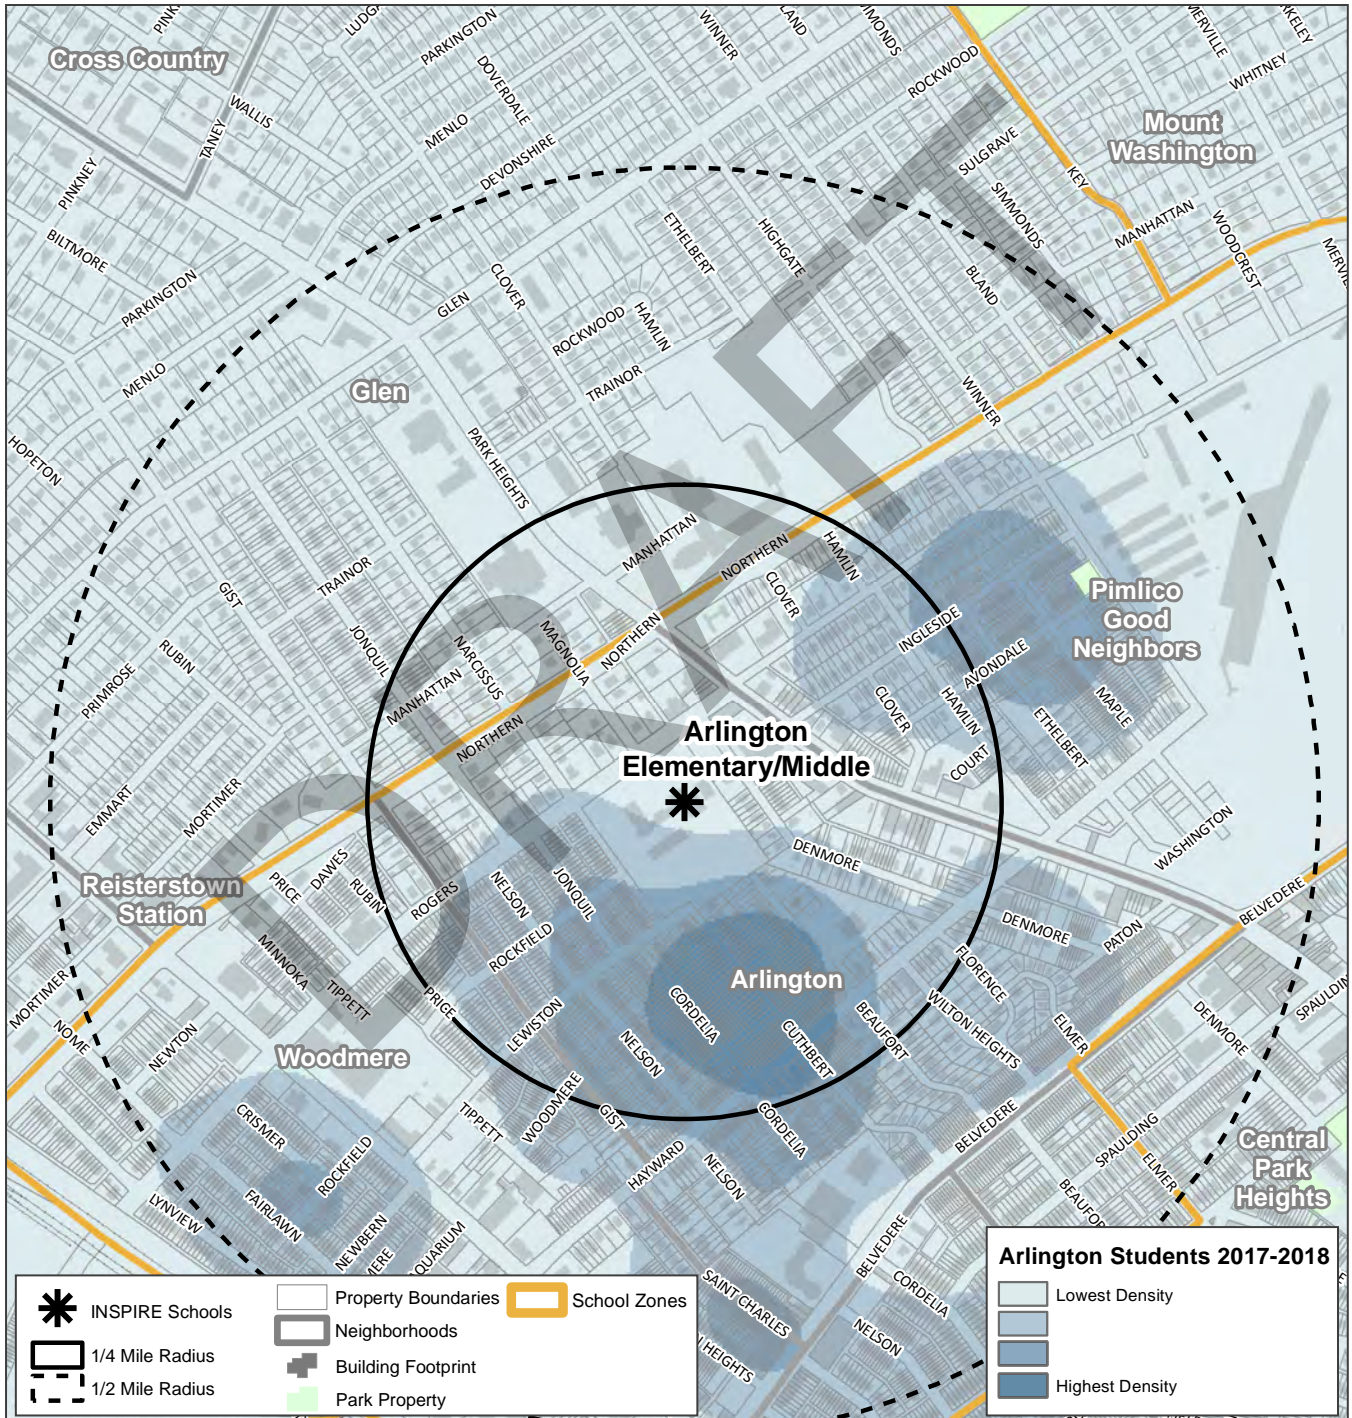 PARKINGTON
WINNER
ROCKWOOD
WHITNEY
Cross Country
DOVERDALE
WALLIS
TANEY
MENLO
DEVONSHIRE
Mount
Washington
SULGRAVE
KEY
SIMMONDS
MANHATTAN
WOODCREST
PINKNEY
BILTMORE
PARKINGTON
ETHELBERT
HIGHGATE
BLAND
CLOVER
GLEN
ROCKWOOD
HAMLIN
TRAINOR
MENLO
Glen
WINNER
HOPETON
PARK HEIGHTS
MANHATTAN
NORTHERN
HAMLIN
CLOVER
TRAINOR
GIST
JONQUIL
NARCISSUS
MAGNOLIA
NORTHERN
INGLESIDE
Pimlico
Good
Neighbors
AVONDALE
RUBIN
PRIMROSE
MANHATTAN
NORTHERN
CLOVER
HAMLIN
MAPLE
ETHELBERT
COURT
Arlington
Elementary/Middle
EMMART
MORTIMER
WASHINGTON
DENMORE
Reisterstown
Station
PRICE
DAWES
RUBIN
ROGERS
NELSON
JONQUIL
BELVEDERE
DENMORE
PATON
ROCKFIELD
MINNOKA
TIPPETT
PRICE
FLORENCE
Arlington
MORTIMER
NOME
NEWTON
Woodmere
LEWISTON
NELSON
CORDELIA
CUTHBERT
BEAUFORT
WILTON HEIGHTS
ELMER
DENMORE
CRISMER
ROCKFIELD
TIPPETT
WOODMERE
GIST
CORDELIA
BELVEDERE
SPAULDING
ELMER
Central
Park
Heights
HAYWARD
NELSON
LYNVIEW
FAIRLAWN
NEWBERN
BELVEDERE
SAINT CHARLES
CORDELIA
NELSON
DRAFT
INSPIRE Schools
1/4 Mile Radius
1/2 Mile Radius
Property Boundaries
Neighborhoods
Building Footprint
Park Property
School Zones
Arlington Students 2017-2018
Lowest Density
Highest Density